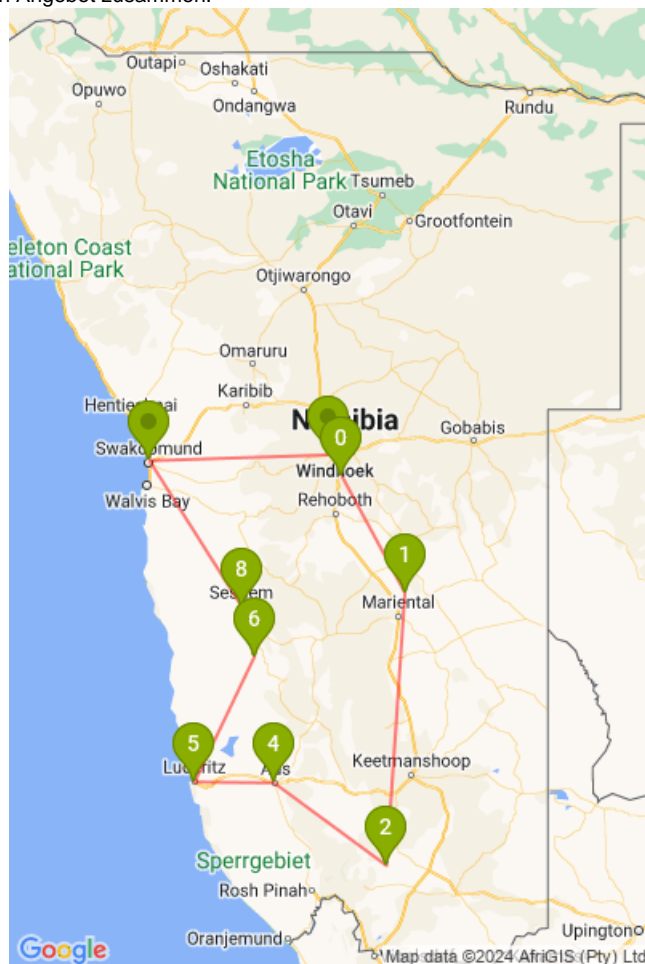 n Angebot zusammen.
Outapi
Oshakati
Opuwo
Ondangwa
Rundu
Etosha
National Park
Tsumeb
Otavi
Grootfontein
eleton Coast
ational Park
Otjiwarongo
Omaruru
Karibib
Gobabis
0
Swakopmund
Windhoek
Walvis Bay
Rehoboth
1
8
Mariental
6
5
4
Keetmanshoop
2
Sperrgebiet
Rosh Pinah
Oranjemund
Upington
Google
Map data ©2024 AfriGIS (Pty) Ltd